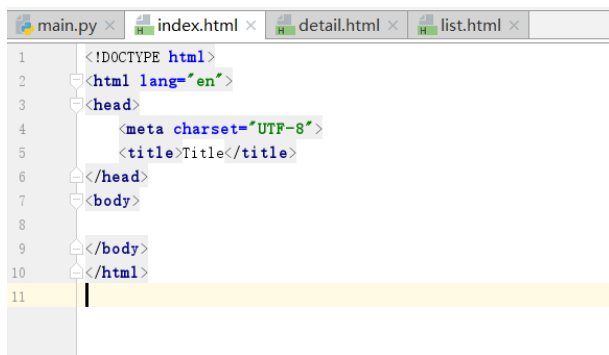 main.py × index.html × detail.html × list.html ×
1 <!DOCTYPE html>
2 <html lang="en">
3 <head>
4 <meta charset="UTF-8">
5 <title>Title</title>
6 </head>
7 <body>
8
9 </body>
10 </html>
11